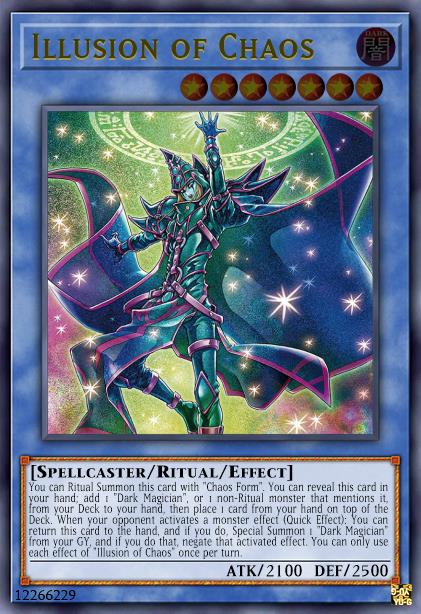 ILLUSION OF CHAOS
DARK
闇
[SPELLCASTER/RITUAL/EFFECT]
You can Ritual Summon this card with "Chaos Form". You can reveal this card in
your hand; add 1 "Dark Magician", or 1 non-Ritual monster that mentions it,
from your Deck to your hand, then place 1 card from your hand on top of the
Deck. When your opponent activates a monster effect (Quick Effect): You can
return this card to the hand, and if you do, Special Summon 1 "Dark Magician"
from your GY, and if you do that, negate that activated effect. You can only use
each effect of "Illusion of Chaos" once per turn.
ATK/2100 DEF/2500
12266229